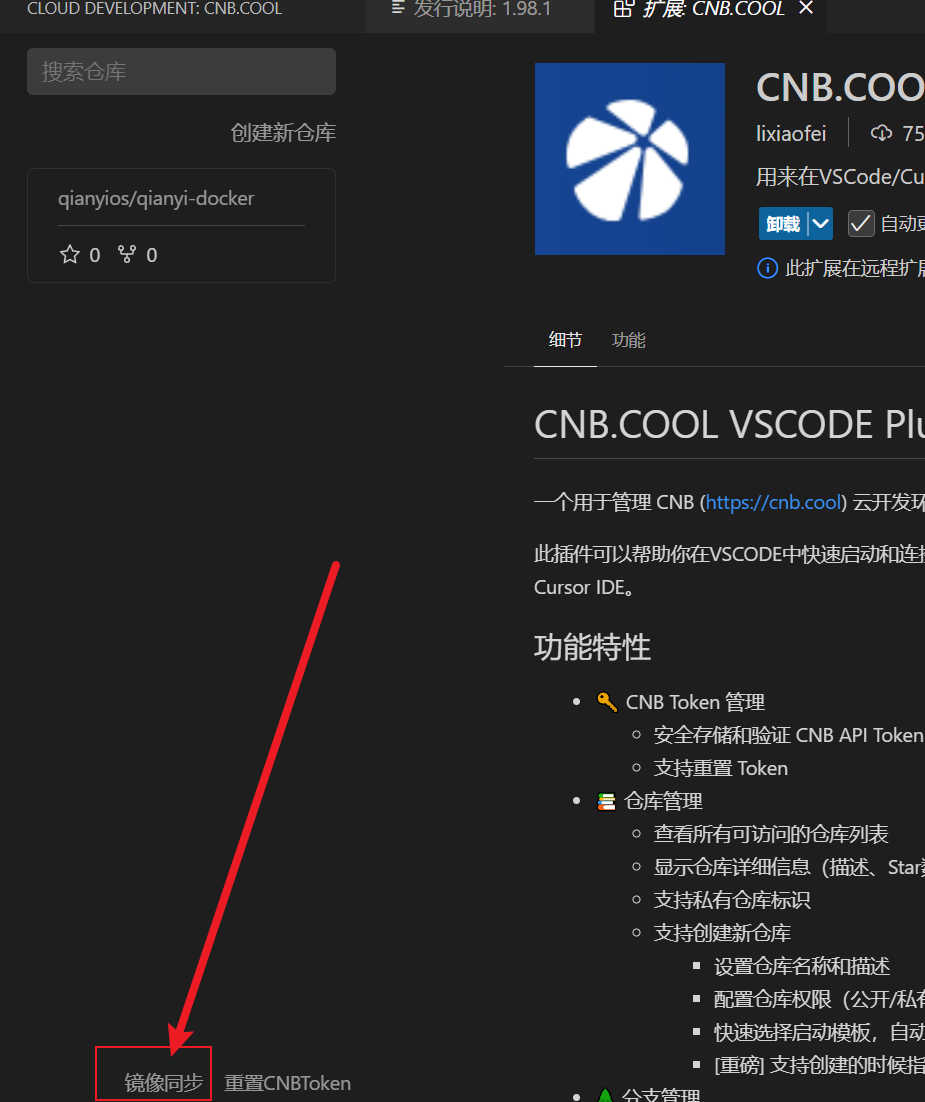 CLOUD DEVELOPMENT: CNB.COOL
搜索仓库
创建新仓库
qianyios/qianyi-docker
0 0
镜像同步 重置CNBToken
发行说明: 1.98.1 扩展: CNB.COOL
CNB.COO
lixiaofei 75
用来在VSCode/Cu
卸载 自动更
此扩展在远程扩展
细节 功能
CNB.COOL VSCODE Plu
一个用于管理 CNB (https://cnb.cool) 云开发环
此插件可以帮助你在VSCODE中快速启动和连接
Cursor IDE。
功能特性
CNB Token 管理
安全存储和验证 CNB API Token
支持重置 Token
仓库管理
查看所有可访问的仓库列表
显示仓库详细信息（描述、Star数
支持私有仓库标识
支持创建新仓库
设置仓库名称和描述
配置仓库权限（公开/私有
快速选择启动模板，自动
[重磅] 支持创建的时候指
分支管理